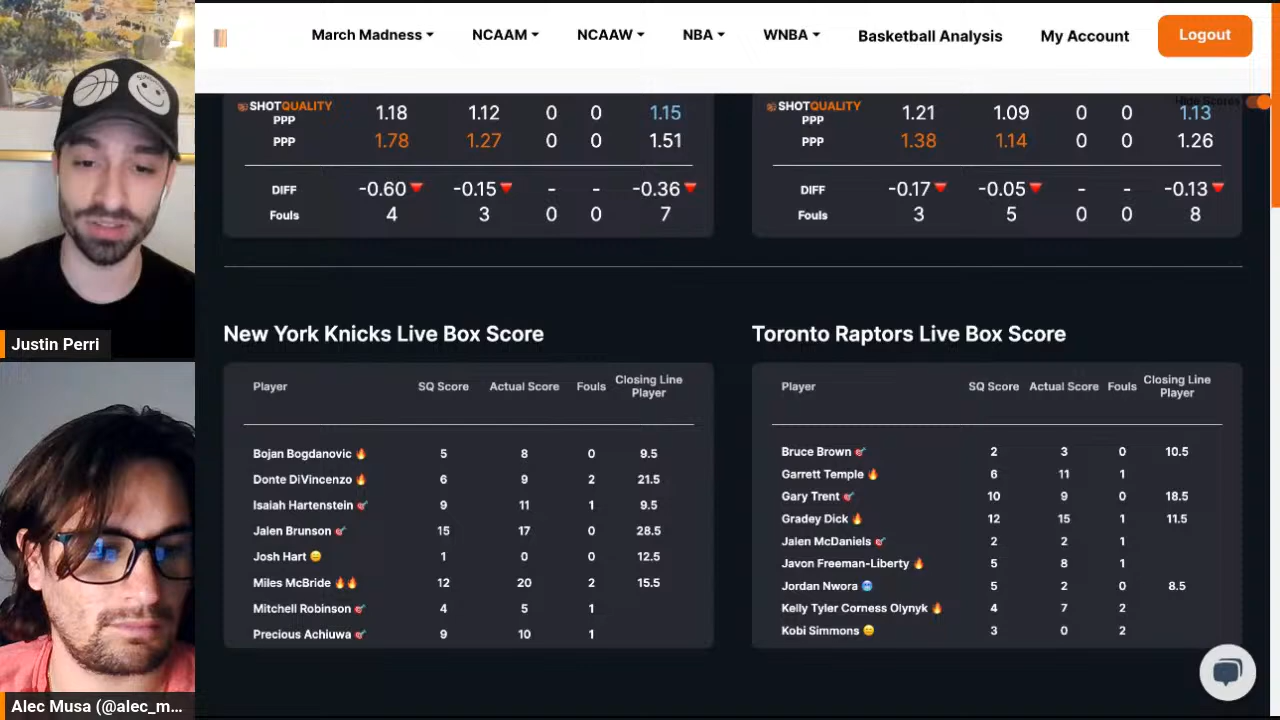 March Madness NCAAM NCAAW NBA WNBA Basketball Analysis My Account Logout
Hide Scores
SHOTQUALITY
PPP 1.18 1.12 0 0 1.15
PPP 1.78 1.27 0 0 1.51
DIFF -0.60 -0.15 - - -0.36
Fouls 4 3 0 0 7
SHOTQUALITY
PPP 1.21 1.09 0 0 1.13
PPP 1.38 1.14 0 0 1.26
DIFF -0.17 -0.05 - - -0.13
Fouls 3 5 0 0 8
New York Knicks Live Box Score
Player SQ Score Actual Score Fouls Closing Line Player
Bojan Bogdanovic 5 8 0 9.5
Donte DiVincenzo 6 9 2 21.5
Isaiah Hartenstein 9 11 1 9.5
Jalen Brunson 15 17 0 28.5
Josh Hart 1 0 0 12.5
Miles McBride 12 20 2 15.5
Mitchell Robinson 4 5 1
Precious Achiuwa 9 10 1
Toronto Raptors Live Box Score
Player SQ Score Actual Score Fouls Closing Line Player
Bruce Brown 2 3 0 10.5
Garrett Temple 6 11 1
Gary Trent 10 9 0 18.5
Gradey Dick 12 15 1 11.5
Jalen McDaniels 2 2 1
Javon Freeman-Liberty 5 8 1
Jordan Nwora 5 2 0 8.5
Kelly Tyler Corness Olynyk 4 7 2
Kobi Simmons 3 0 2
Justin Perri
Alec Musa (@alec_m...